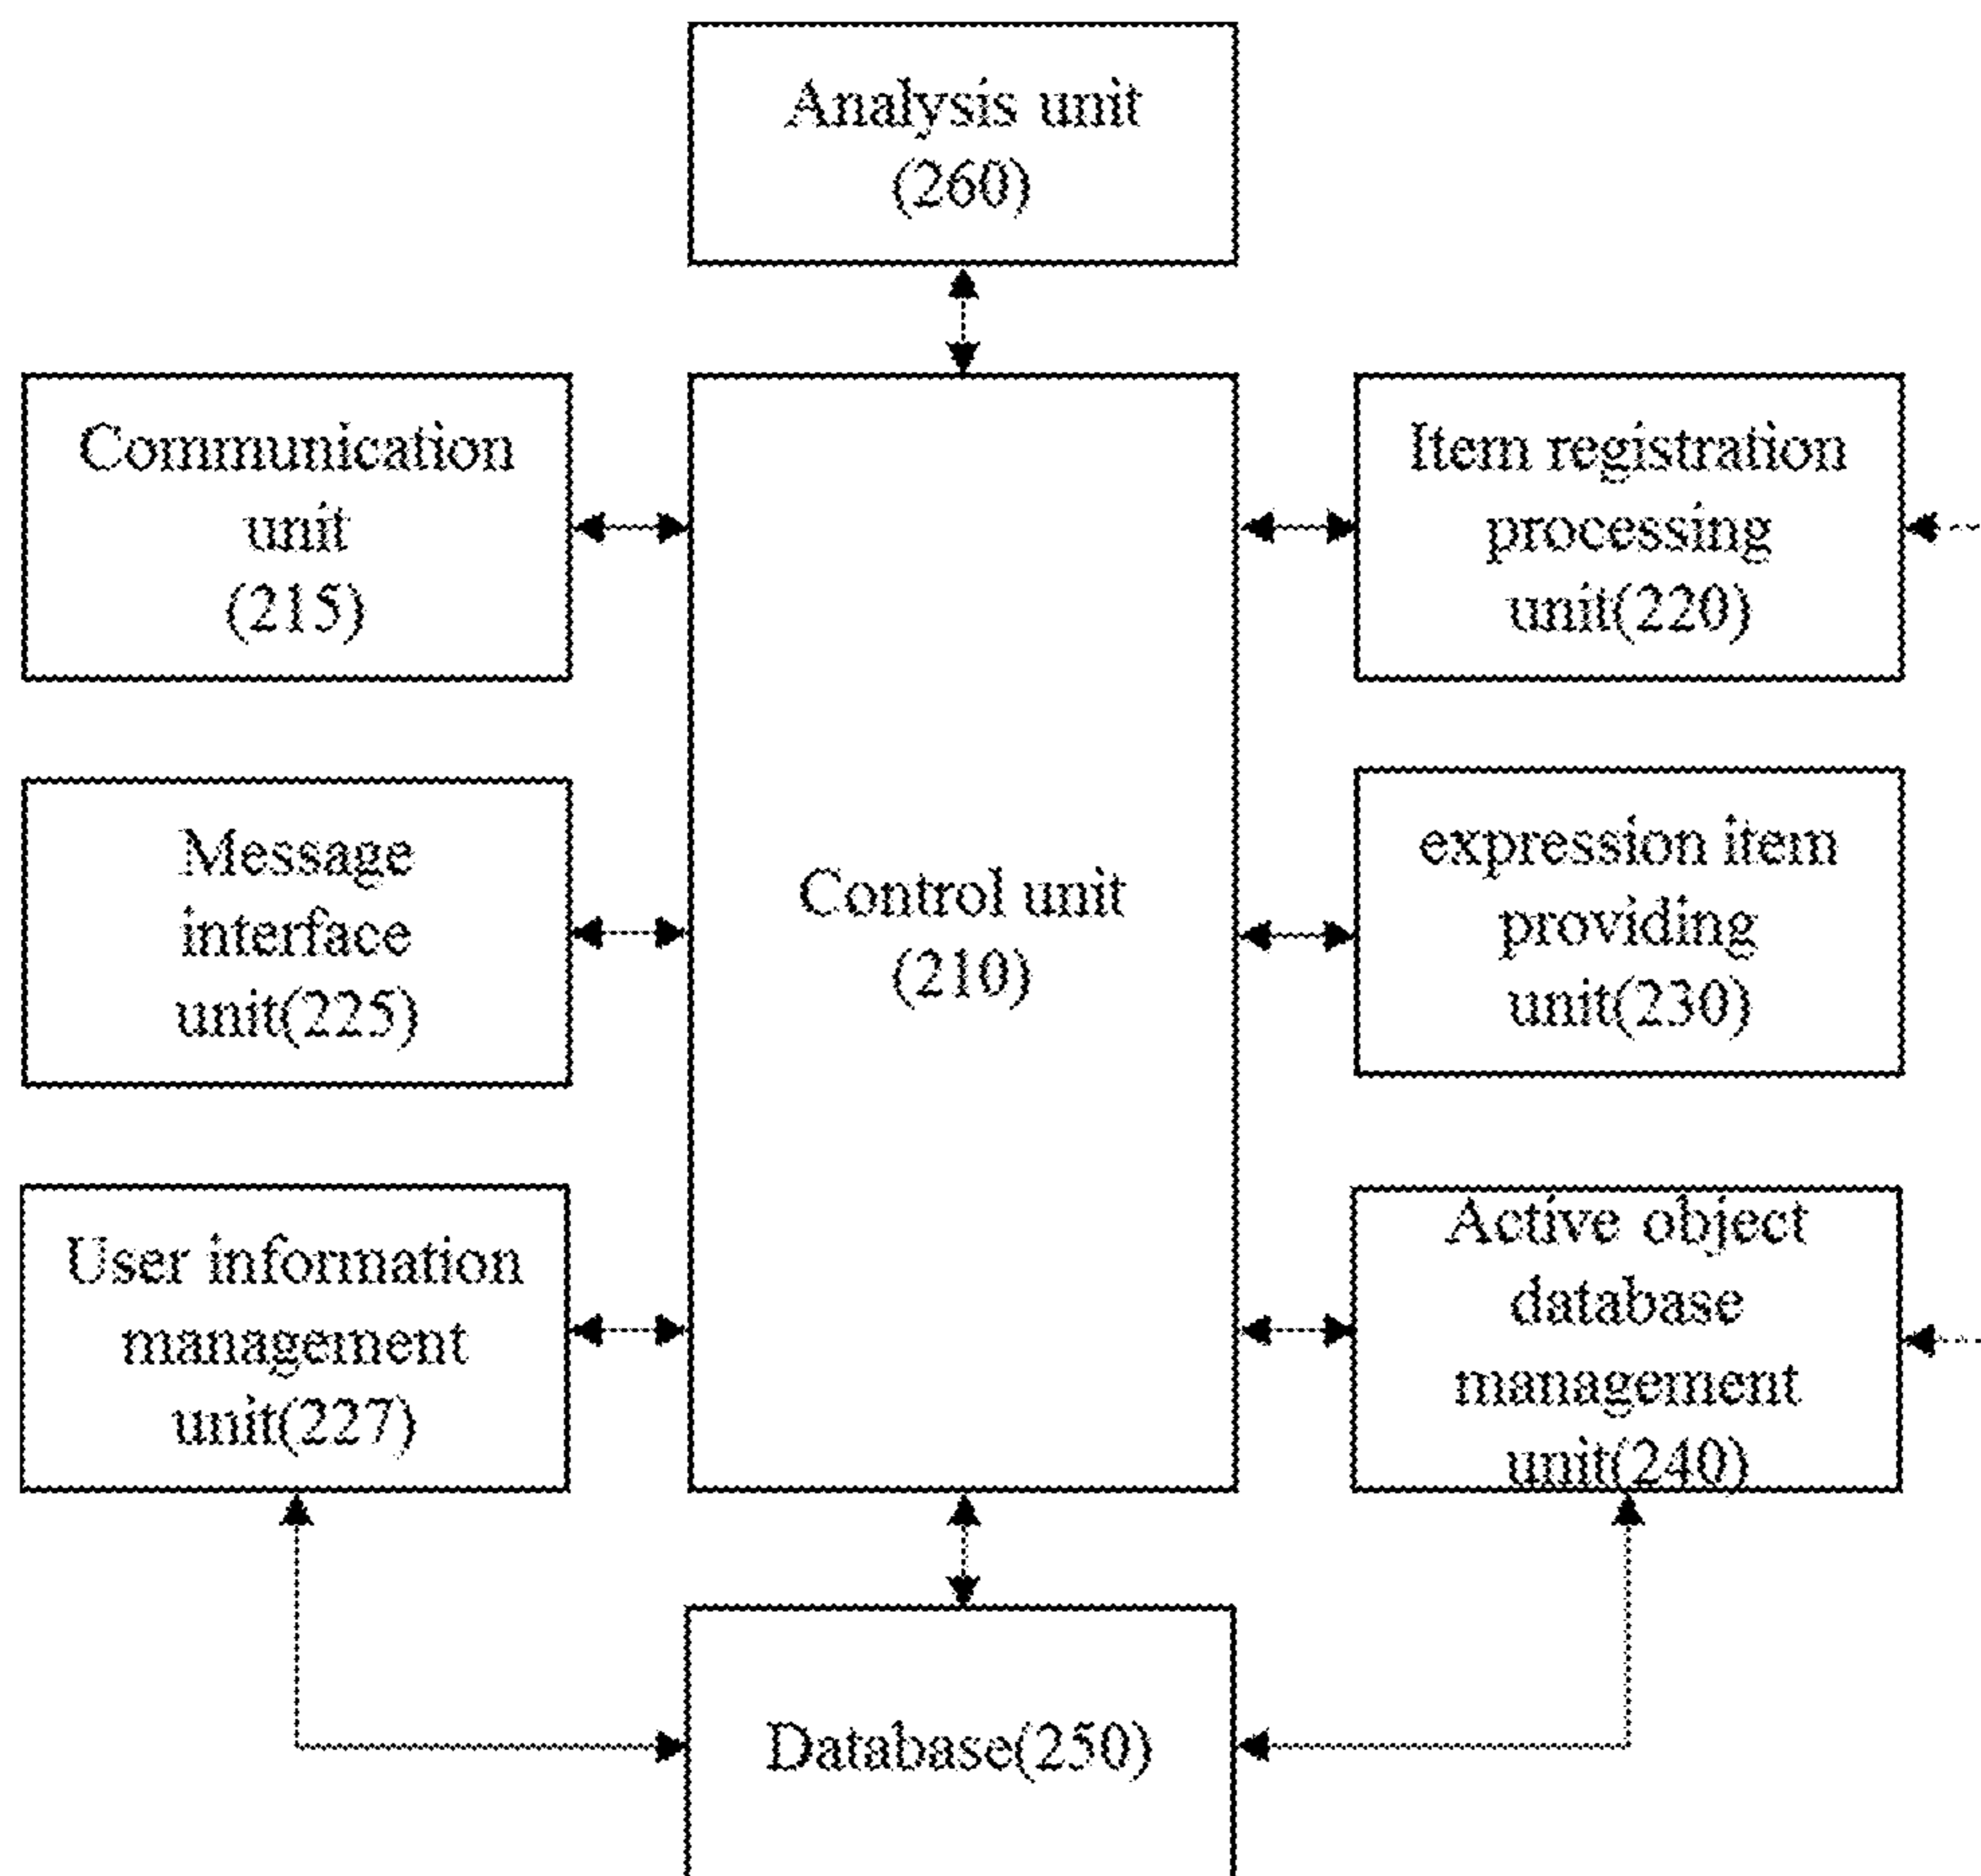 Analysis unit
(260)
Communication
unit
(215)
Item registration
processing
unit(220)
Message
interface
unit(225)
Control unit
(210)
expression item
providing
unit(230)
User information
management
unit(227)
Active object
database
management
unit(240)
Database(250)